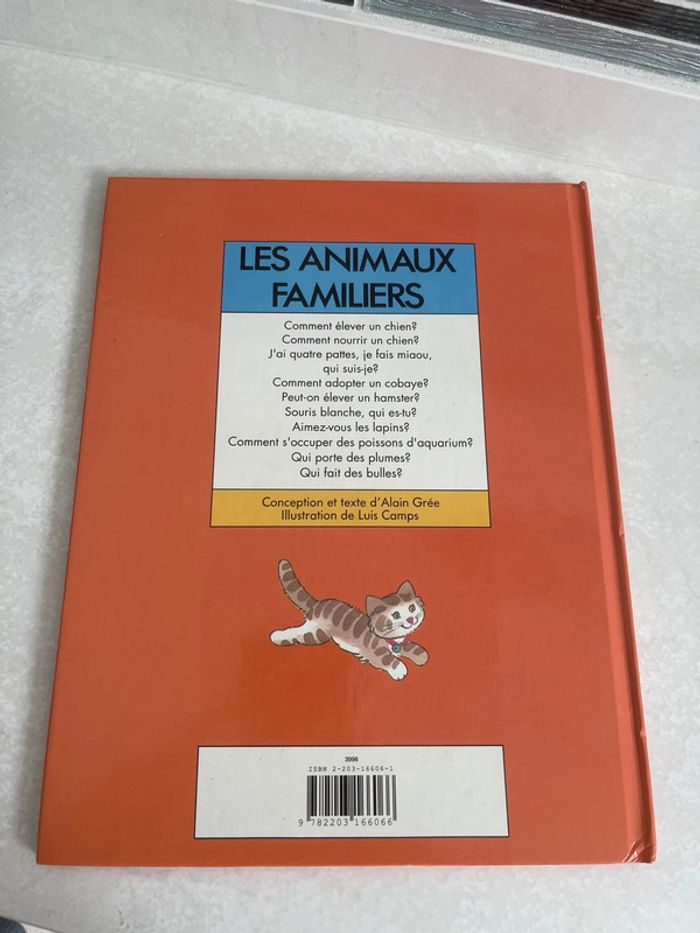 LES ANIMAUX
FAMILIERS
Comment élever un chien?
Comment nourrir un chien?
J'ai quatre pattes, je fais miaou,
qui suis-je?
Comment adopter un cobaye?
Peut-on élever un hamster?
Souris blanche, qui es-tu?
Aimez-vous les lapins?
Comment s'occuper des poissons d'aquarium?
Qui porte des plumes?
Qui fait des bulles?
Conception et texte d'Alain Grée
Illustration de Luis Camps
3998
ISBN 2-203-16606-1
9 782203 166066